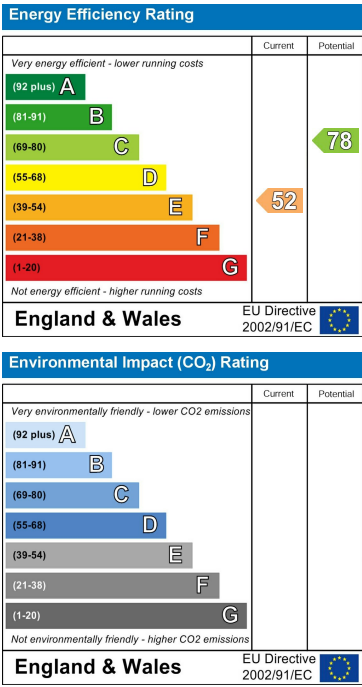 Energy Efficiency Rating
Current Potential
Very energy efficient - lower running costs
(92 plus) A
(81-91) B
(69-80) C
78
(55-68) D
(39-54) E
52
(21-38) F
(1-20) G
Not energy efficient - higher running costs
England & Wales
EU Directive
2002/91/EC
Environmental Impact (CO₂) Rating
Current Potential
Very environmentally friendly - lower CO2 emissions
(92 plus) A
(81-91) B
(69-80) C
(55-68) D
(39-54) E
(21-38) F
(1-20) G
Not environmentally friendly - higher CO2 emissions
England & Wales
EU Directive
2002/91/EC